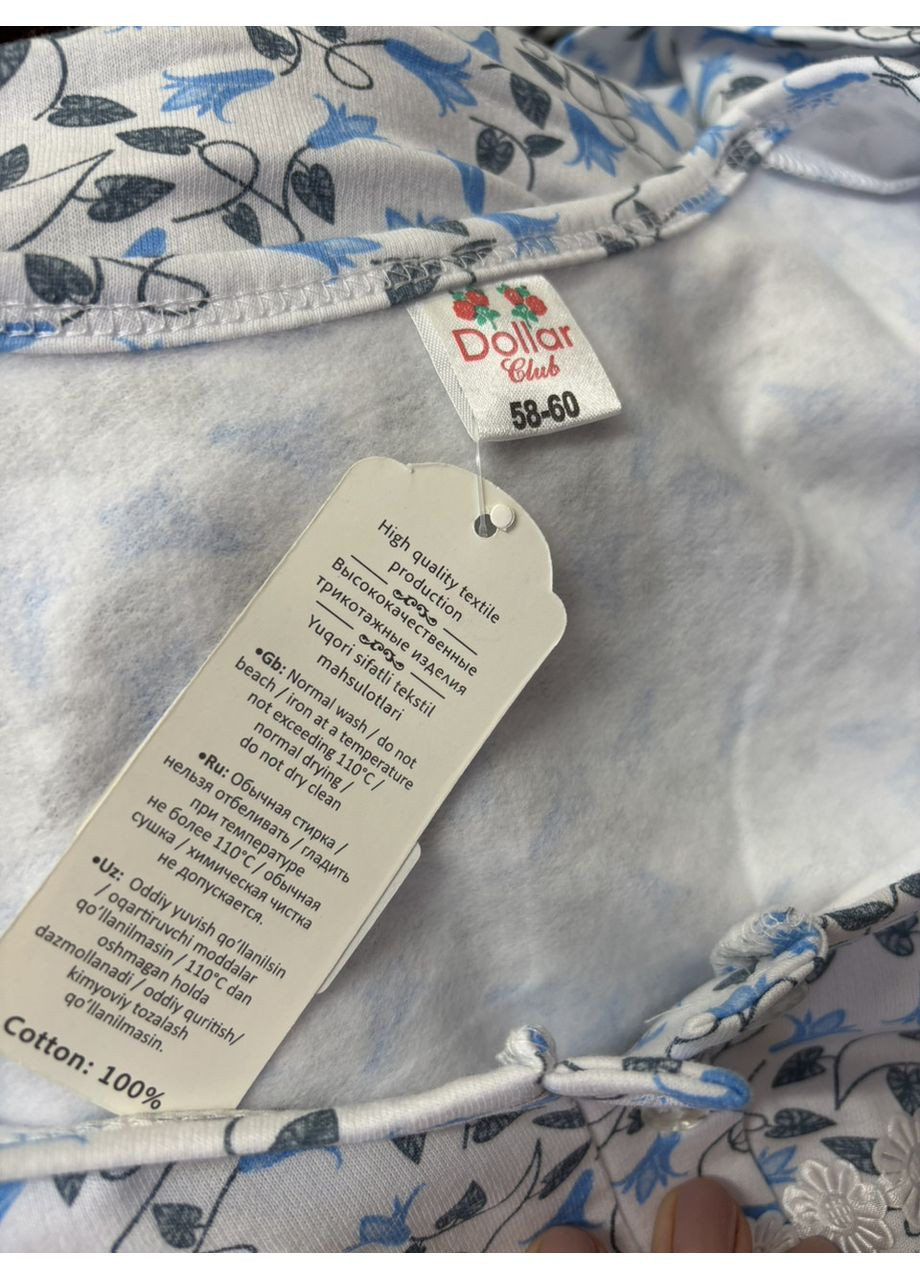 Dollar
Club
58-60
High quality textile
production
Высококачественные
трикотажные изделия
Yuqori sifatli tekstil
mahsulotlari
•Gb: Normal wash / do not
beach / iron at a temperature
not exceeding 110°C /
normal drying /
do not dry clean
•Ru: Обычная стирка /
нельзя отбеливать / гладить
при температуре
не более 110°C / обычная
сушка / химическая чистка
не допускается.
•Uz: Oddiy yuvish qo'llanilsin
/ oqartiruvchi moddalar
qo'llanilmasin / 110°C dan
oshmagan holda
dazmollanadi / oddiy quritish/
kimyoviy tozalash
qo'llanilmasin.
Cotton: 100%